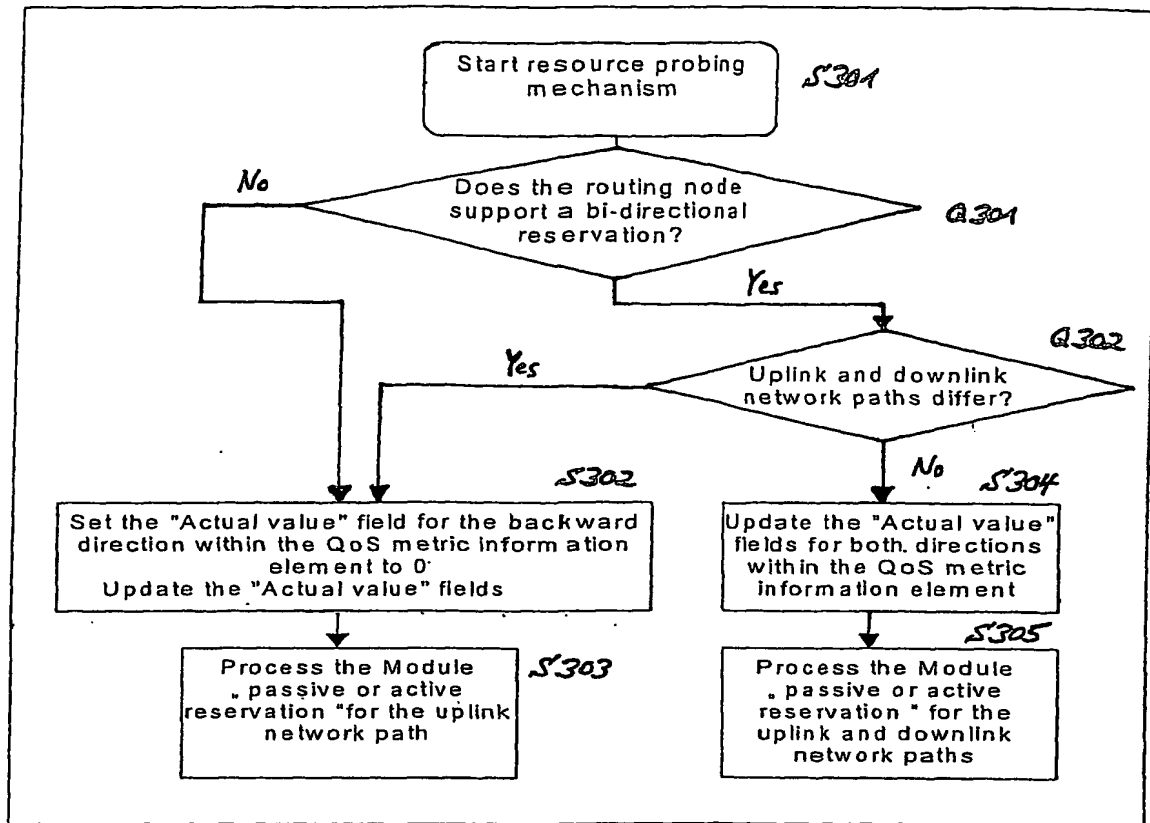 Start resource probing
mechanism
S301
No
Does the routing node
support a bi-directional
reservation?
Q301
Yes
Q302
Yes
Uplink and downlink
network paths differ?
No
S302
S304
Set the "Actual value" field for the backward
direction within the QoS metric information
element to 0
Update the "Actual value" fields
Update the "Actual value"
fields for both. directions
within the QoS metric
information element
S305
Process the Module
„ passive or active
reservation "for the uplink
network path
S303
Process the Module
„ passive or active
reservation " for the
uplink and downlink
network paths